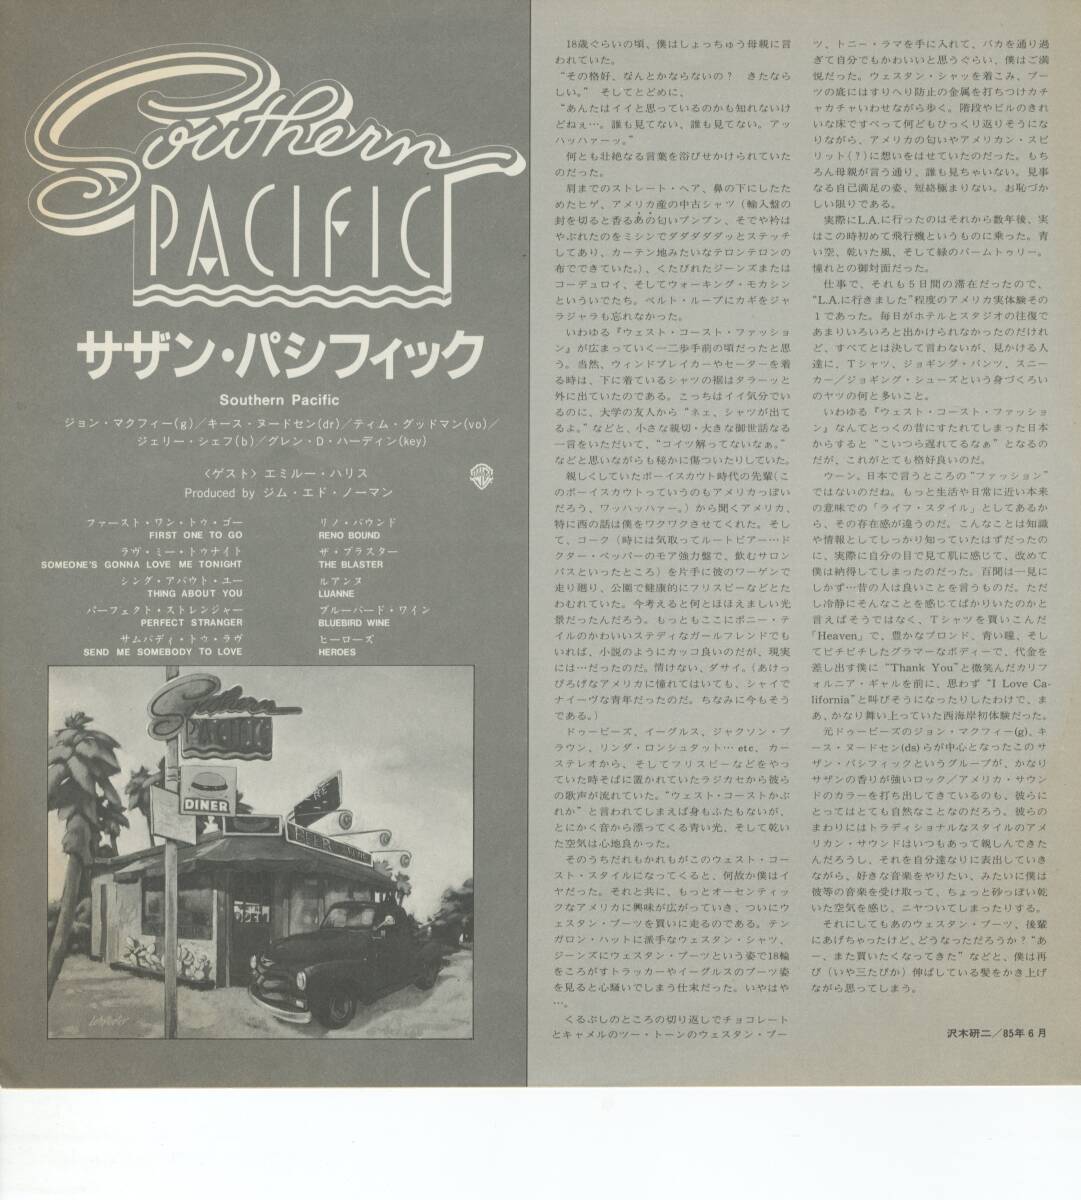 Southern
PACIFIC
サザン・パシフィック
Southern Pacific
ジョン・マクフィー(g)／キース・ヌードセン(dr)／ティム・グッドマン(vo)／
ジェリー・シェフ(b)／グレン・D・ハーディン(key)
〈ゲスト〉エミルー・ハリス
Produced by ジム・エド・ノーマン
ファースト・ワン・トゥ・ゴー
FIRST ONE TO GO
ラヴ・ミー・トゥナイト
SOMEONE'S GONNA LOVE ME TONIGHT
シング・アバウト・ユー
THING ABOUT YOU
パーフェクト・ストレンジャー
PERFECT STRANGER
サムバディ・トゥ・ラヴ
SEND ME SOMEBODY TO LOVE
リノ・バウンド
RENO BOUND
ザ・ブラスター
THE BLASTER
ルアンヌ
LUANNE
ブルーバード・ワイン
BLUEBIRD WINE
ヒーローズ
HEROES
Southern
PACIFIC
DINER
BEER
OPEN
18歳ぐらいの頃、僕はしょっちゅう母親に言
われていた。
“その格好、なんとかならないの？ きたなら
しい。” そしてとどめに、
“あんたはイイと思っているのかも知れないけ
どねぇ…。誰も見てない、誰も見てない。アッ
ハッハァーッ。”
何とも壮絶なる言葉を浴びせかけられていた
のだった。
肩までのストレート・ヘア、鼻の下にしたた
めたヒゲ、アメリカ産の中古シャツ（輸入盤の
封を切ると香るあの匂いプンプン、そでや衿は
やぶれたのをミシンでダダダダダッとステッチ
してあり、カーテン地みたいなテロンテロンの
布でできていた。）、くたびれたジーンズまたは
コーデュロイ、そしてウォーキング・モカシン
といういでたち。ベルト・ループにカギをジャ
ラジャラも忘れなかった。
いわゆる『ウェスト・コースト・ファッショ
ン』が広まっていく一二歩手前の頃だったと思
う。当然、ウィンドブレイカーやセーターを着
る時は、下に着ているシャツの裾はタラーッと
外に出ていたのである。こっちはイイ気分でい
るのに、大学の友人から“ネェ、シャツが出て
るよ。”などと、小さな親切・大きな御世話なる
一言をいただいて、“コイツ解ってないなぁ。”
などと思いながらも秘かに傷ついたりしていた。
親しくしていたボーイスカウト時代の先輩（こ
のボーイスカウトっていうのもアメリカっぽい
だろう、ワッハッハァー。）から聞くアメリカ、
特に西の話は僕をワクワクさせてくれた。そし
て、コーク（時には気取ってルートビアー…ド
クター・ペッパーのモア強力盤で、飲むサロン
パスといったところ）を片手に彼のワーゲンで
走り廻り、公園で健康的にフリスビーなどとた
わむれていた。今考えると何とほほえましい光
景だったんだろう。もっともここにポニー・テ
イルのかわいいステディなガールフレンドでも
いれば、小説のようにカッコ良いのだが、現実
には…だったのだ。情けない、ダサイ。（あけっ
ぴろげなアメリカに憧れてはいても、シャイで
ナイーヴな青年だったのだ。ちなみに今もそう
である。）
ドゥービーズ、イーグルス、ジャクソン・ブ
ラウン、リンダ・ロンシュタット… etc、カー・
ステレオから、そしてフリスビーなどをやっ
ていた時そばに置かれていたラジカセから彼ら
の歌声が流れていた。“ウェスト・コーストかぶ
れか” と言われてしまえば身もふたもないが、
とにかく音から漂ってくる青い光、そして乾い
た空気は心地良かった。
そのうちだれもかれもがこのウェスト・コー
スト・スタイルになってくると、何故か僕はイ
ヤだった。それと共に、もっとオーセンティッ
クなアメリカに興味が広がっていき、ついにウ
ェスタン・ブーツを買いに走るのである。テン
ガロン・ハットに派手なウェスタン・シャツ、
ジーンズにウェスタン・ブーツという姿で18輪
をころがすトラッカーやイーグルスのブーツ姿
を見ると心騒いでしまう仕末だった。いやはや
…。
くるぶしのところの切り返しでチョコレート
とキャメルのツー・トーンのウェスタン・ブー
ツ、トニー・ラマを手に入れて、バカを通り過
ぎて自分でもかわいいと思うぐらい、僕はご満
悦だった。ウェスタン・シャッを着こみ、ブー
ツの底にはすりへり防止の金属を打ちつけカチ
ャカチャいわせながら歩く。階段やビルのきれ
いな床ですべって何どもひっくり返りそうにな
りながら、アメリカの匂いやアメリカン・スピ
リット(？)に想いをはせていたのだった。もち
ろん母親が言う通り、誰も見ちゃいない。見事
なる自己満足の姿、短絡極まりない。お恥づか
しい限りである。
実際にL.A.に行ったのはそれから数年後、実
はこの時初めて飛行機というものに乗った。青
い空、乾いた風、そして緑のパームトゥリー。
憧れとの御対面だった。
仕事で、それも５日間の滞在だったので、
“L.A.に行きました”程度のアメリカ実体験その
１であった。毎日がホテルとスタジオの往復で
あまりいろいろと出かけられなかったのだけれ
ど、すべてとは決して言わないが、見かける人
達に、Ｔシャツ、ジョギング・パンツ、スニー
カー／ジョギング・シューズという身づくろい
のヤツの何と多いこと。
いわゆる『ウェスト・コースト・ファッショ
ン』なんてとっくの昔にすたれてしまった日本
からすると“こいつら遅れてるなぁ”となるの
だが、これがとても格好良いのだ。
ウーン。日本で言うところの“ファッション”
ではないのだね。もっと生活や日常に近い本来
の意味での「ライフ・スタイル」としてあるか
ら、その存在感が違うのだ。こんなことは知識
や情報としてしっかり知っていたはずだったの
に、実際に自分の目で見て肌に感じて、改めて
僕は納得してしまったのだった。百聞は一見に
しかず…昔の人は良いことを言うものだ。ただ
し冷静にそんなことを感じてばかりいたのかと
言えばそうではなく、Ｔシャツを買いこんだ
「Heaven」で、豊かなブロンド、青い瞳、そし
てピチピチしたグラマーなボディーで、代金を
差し出す僕に “Thank You”と微笑んだカリフ
ォルニア・ギャルを前に、思わず “I Love Ca-
lifornia”と叫びそうになったりしたわけで、ま
あ、かなり舞い上っていた西海岸初体験だった。
元ドゥービーズのジョン・マクフィー(g)、キ
ース・ヌードセン(ds)らが中心となったこのサ
ザン・パシフィックというグループが、かなり
サザンの香りが強いロック／アメリカ・サウン
ドのカラーを打ち出してきているのも、彼らに
とってはとても自然なことなのだろう。彼らの
まわりにはトラディショナルなスタイルのアメ
リカン・サウンドはいつもあって親しんできた
んだろうし、それを自分達なりに表出していき
ながら、好きな音楽をやりたい、みたいに僕は
彼等の音楽を受け取って、ちょっと砂っぽい乾
いた空気を感じ、ニヤついてしまったりする。
それにしてもあのウェスタン・ブーツ、後輩
にあげちゃったけど、どうなっただろうか？“あ
ー、また買いたくなってきた” などと、僕は再
び（いや三たびか）伸ばしている髪をかき上げ
ながら思ってしまう。
沢木研二／85年６月